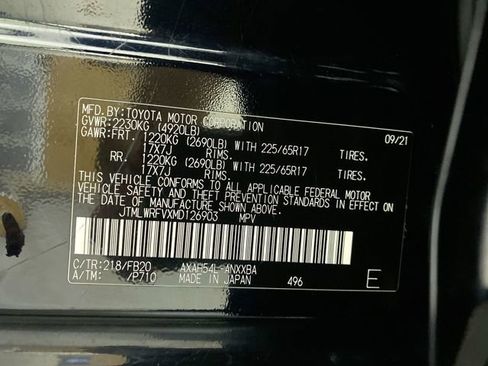 MFD. BY:TOYOTA MOTOR CORPORATION 09/21
GVWR:2230KG (4920LB)
GAWR:FRT. 1220KG (2690LB) WITH 225/65R17 TIRES.
17X7J RIMS.
RR. 1220KG (2690LB) WITH 225/65R17 TIRES.
17X7J RIMS.
THIS VEHICLE CONFORMS TO ALL APPLICABLE FEDERAL MOTOR
VEHICLE SAFETY AND THEFT PREVENTION STANDARDS IN EFFECT ON
THE DATE OF MANUFACTURE SHOWN ABOVE.
JTMLWRFVXMD126903 MPV
C/TR:218/FB20 AXAH54L-ANXXBA
A/TM: /P710 MADE IN JAPAN 496 E